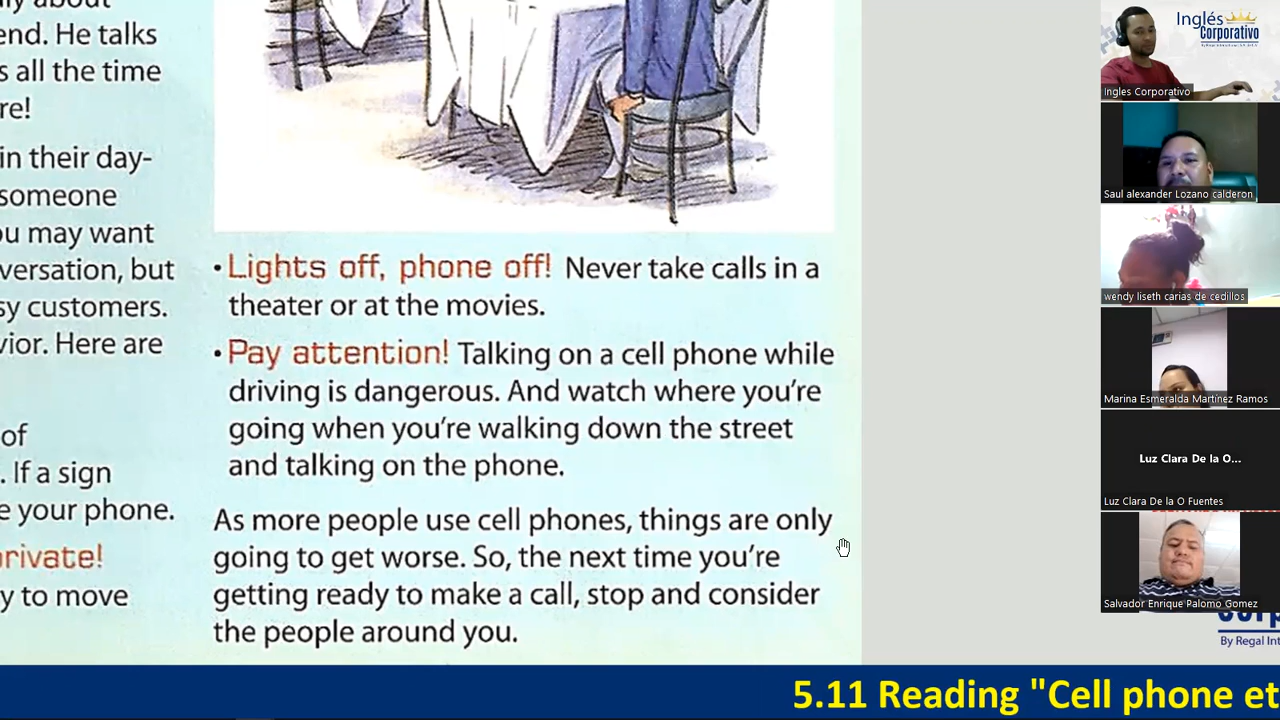 end. He talks
s all the time
re!
in their day-
someone
ou may want
versation, but
sy customers.
vior. Here are
of
. If a sign
e your phone.
private!
y to move
• Lights off, phone off! Never take calls in a
theater or at the movies.
• Pay attention! Talking on a cell phone while
driving is dangerous. And watch where you're
going when you're walking down the street
and talking on the phone.
As more people use cell phones, things are only
going to get worse. So, the next time you're
getting ready to make a call, stop and consider
the people around you.
Inglés
Corporativo
Ingles Corporativo
Saul alexander Lozano calderon
wendy liseth carias de cedillos
Marina Esmeralda Martínez Ramos
Luz Clara De la O...
Luz Clara De la O Fuentes
Salvador Enrique Palomo Gomez
By Regal Int
5.11 Reading "Cell phone et